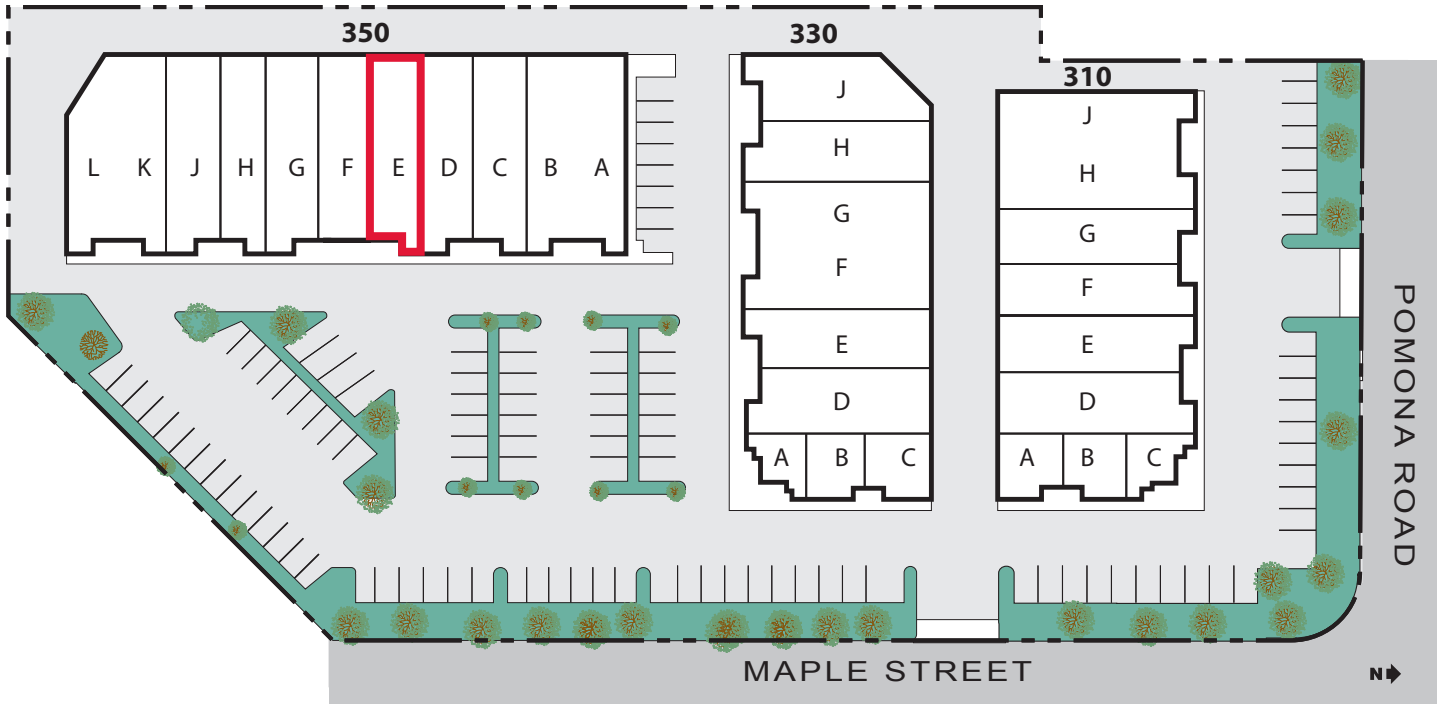 350
330
310
L K J H G F E D C B A
J
H
G
F
E
D
A B C
J
H
G
F
E
D
A B C
POMONA ROAD
MAPLE STREET
N